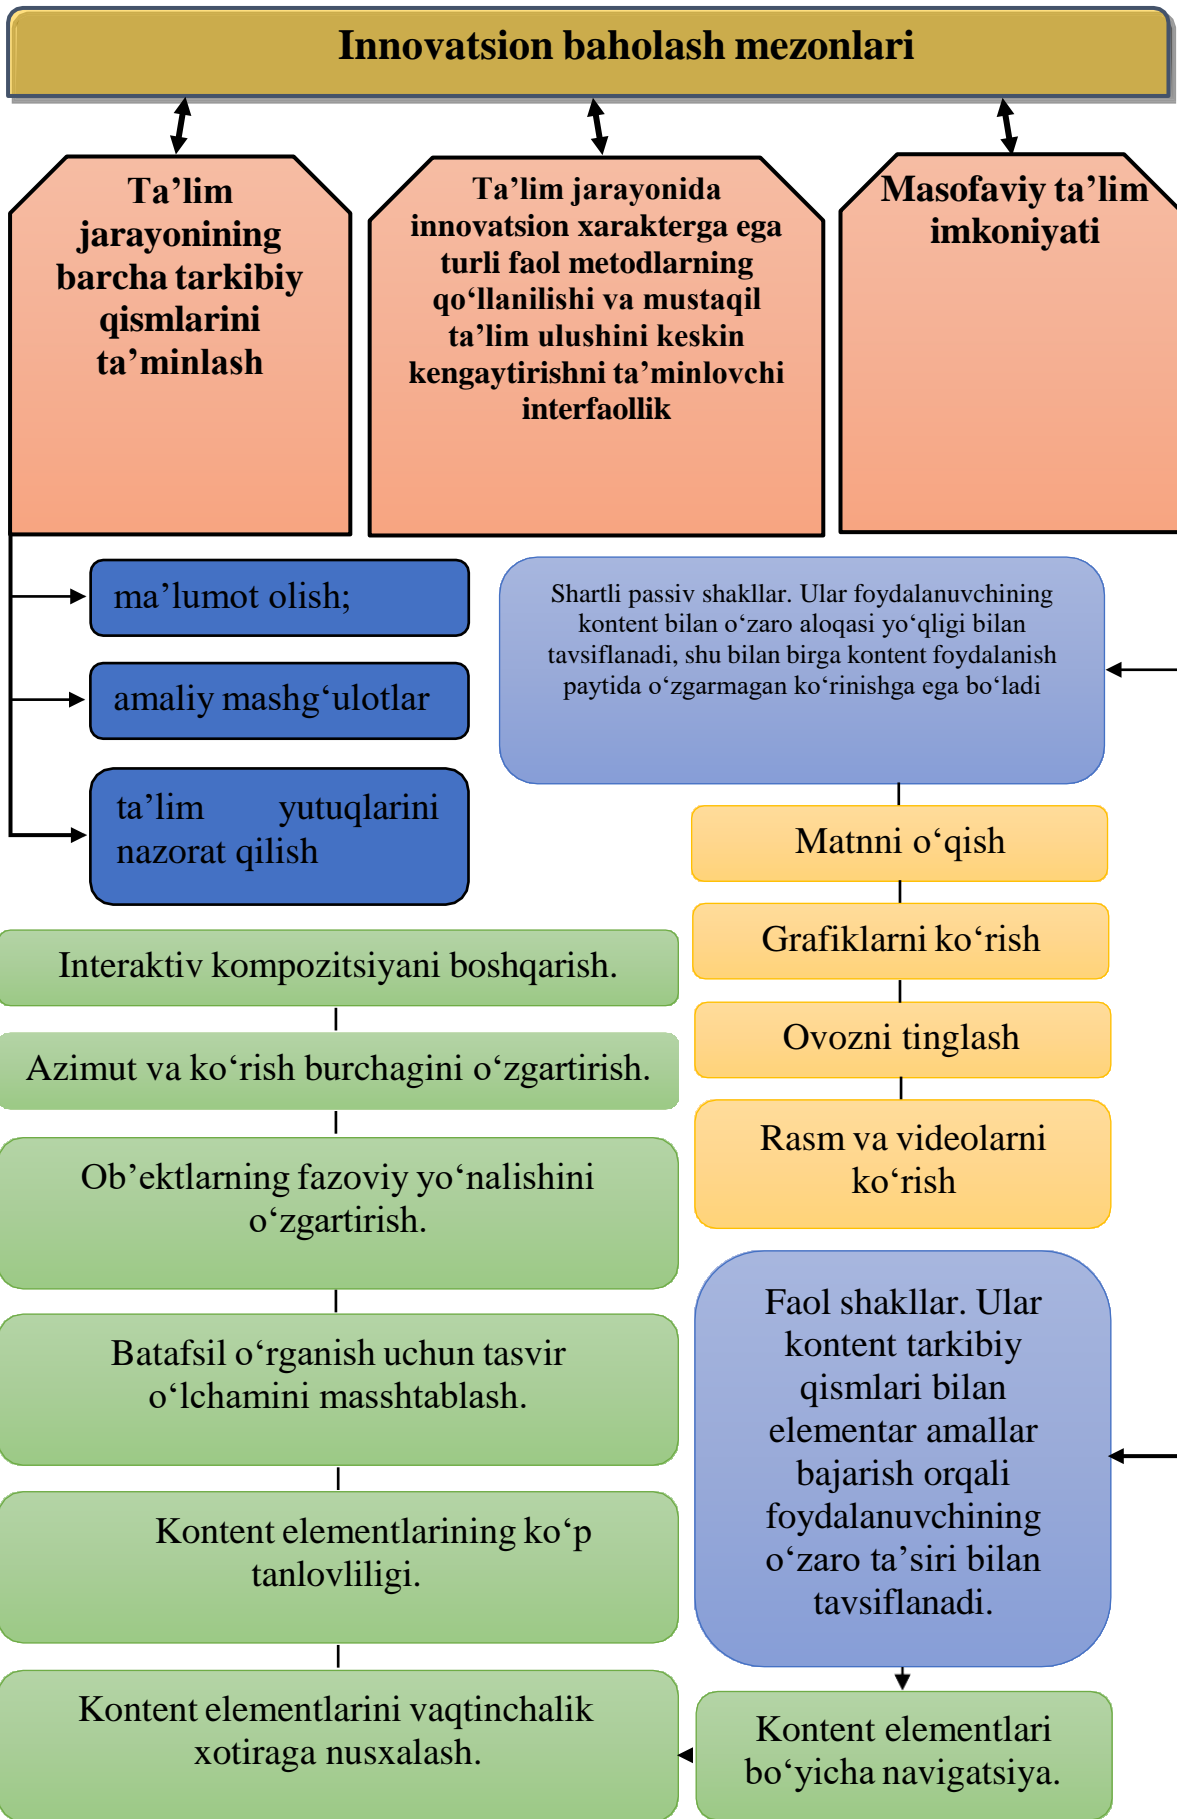 Innovatsion baholash mezonlari
Ta’lim
jarayonining
barcha tarkibiy
qismlarini
ta’minlash
Ta’lim jarayonida
innovatsion xarakterga ega
turli faol metodlarning
qo‘llanilishi va mustaqil
ta’lim ulushini keskin
kengaytirishni ta’minlovchi
interfaollik
Masofaviy ta’lim
imkoniyati
ma’lumot olish;
amaliy mashg‘ulotlar
ta’lim yutuqlarini
nazorat qilish
Shartli passiv shakllar. Ular foydalanuvchining
kontent bilan o‘zaro aloqasi yo‘qligi bilan
tavsiflanadi, shu bilan birga kontent foydalanish
paytida o‘zgarmagan ko‘rinishga ega bo‘ladi
Matnni o‘qish
Grafiklarni ko‘rish
Ovozni tinglash
Rasm va videolarni
ko‘rish
Faol shakllar. Ular
kontent tarkibiy
qismlari bilan
elementar amallar
bajarish orqali
foydalanuvchining
o‘zaro ta’siri bilan
tavsiflanadi.
Kontent elementlari
bo‘yicha navigatsiya.
Interaktiv kompozitsiyani boshqarish.
Azimut va ko‘rish burchagini o‘zgartirish.
Ob’ektlarning fazoviy yo‘nalishini
o‘zgartirish.
Batafsil o‘rganish uchun tasvir
o‘lchamini masshtablash.
Kontent elementlarining ko‘p
tanlovliligi.
Kontent elementlarini vaqtinchalik
xotiraga nusxalash.